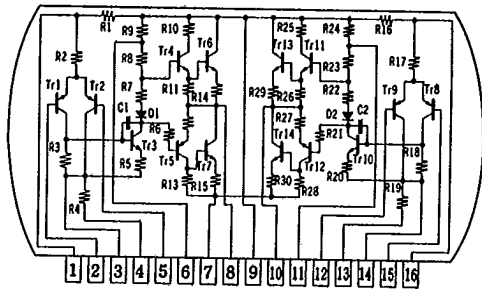 R1 R9 R10 R25 R24 R16
R2 R8 Tr4 Tr6 Tr13 Tr11 R23 R17
Tr1 Tr2 R7 R11 R14 R29 R26 R22 Tr9 Tr8
C1 D1 R6 R27 D2 C2
R3 Tr3 Tr5 Tr14 R21 Tr10 R18
R5 Tr7 Tr12 R20
R4 R13 R15 R30 R28 R19
1 2 3 4 5 6 7 8 9 10 11 12 13 14 15 16